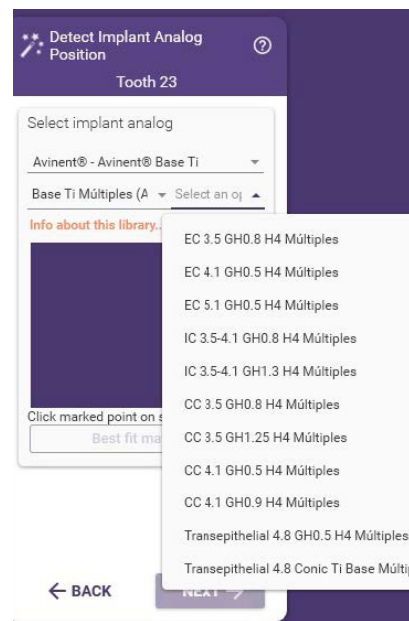 Detect Implant Analog
Position
Tooth 23
Select implant analog
Avinent® - Avinent® Base Ti
Base Ti Múltiples (A Select an
Info about this library..
EC 3.5 GH0.8 H4 Múltiples
EC 4.1 GH0.5 H4 Múltiples
EC 5.1 GH0.5 H4 Múltiples
IC 3.5-4.1 GH0.8 H4 Múltiples
IC 3.5-4.1 GH1.3 H4 Múltiples
CC 3.5 GH0.8 H4 Múltiples
Click marked point on
CC 3.5 GH1.25 H4 Múltiples
Best fit
CC 4.1 GH0.5 H4 Múltiples
CC 4.1 GH0.9 H4 Múltiples
Transepithelial 4.8 GH0.5 H4 Múltiples
Transepithelial 4.8 Conic Ti Base
BACK
NEXT